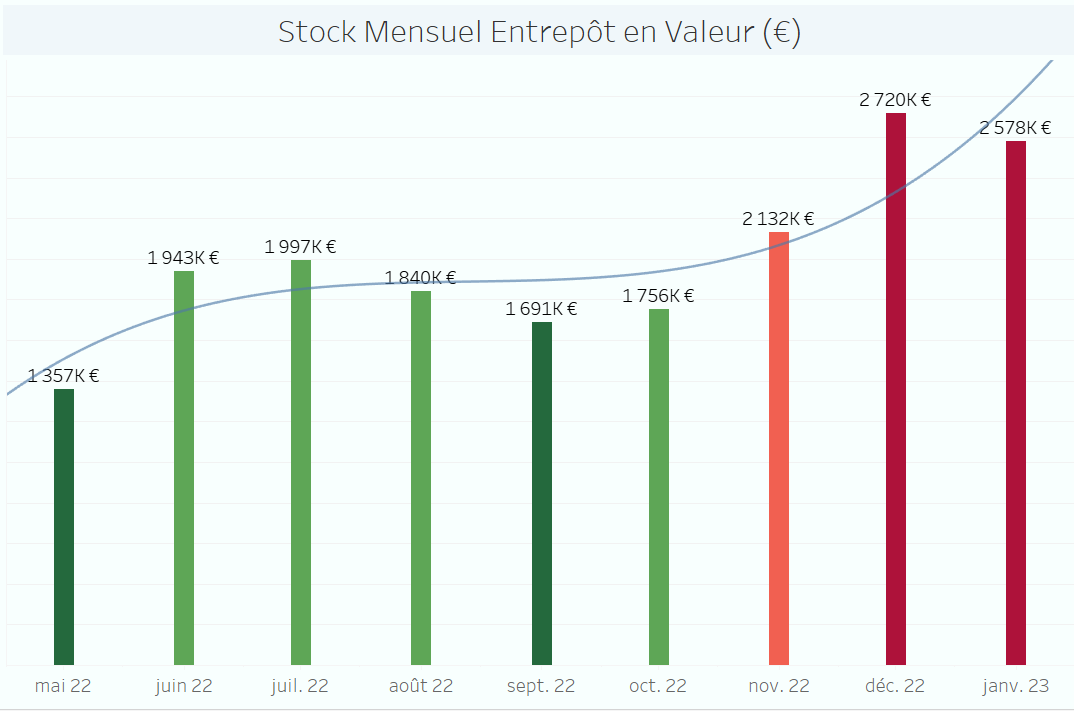 Stock Mensuel Entrepôt en Valeur (€)
2 720K €
2 578K €
2 132K €
1 997K €
1 943K €
1 840K €
1 756K €
1 691K €
1 357K €
mai 22 juin 22 juil. 22 août 22 sept. 22 oct. 22 nov. 22 déc. 22 janv. 23